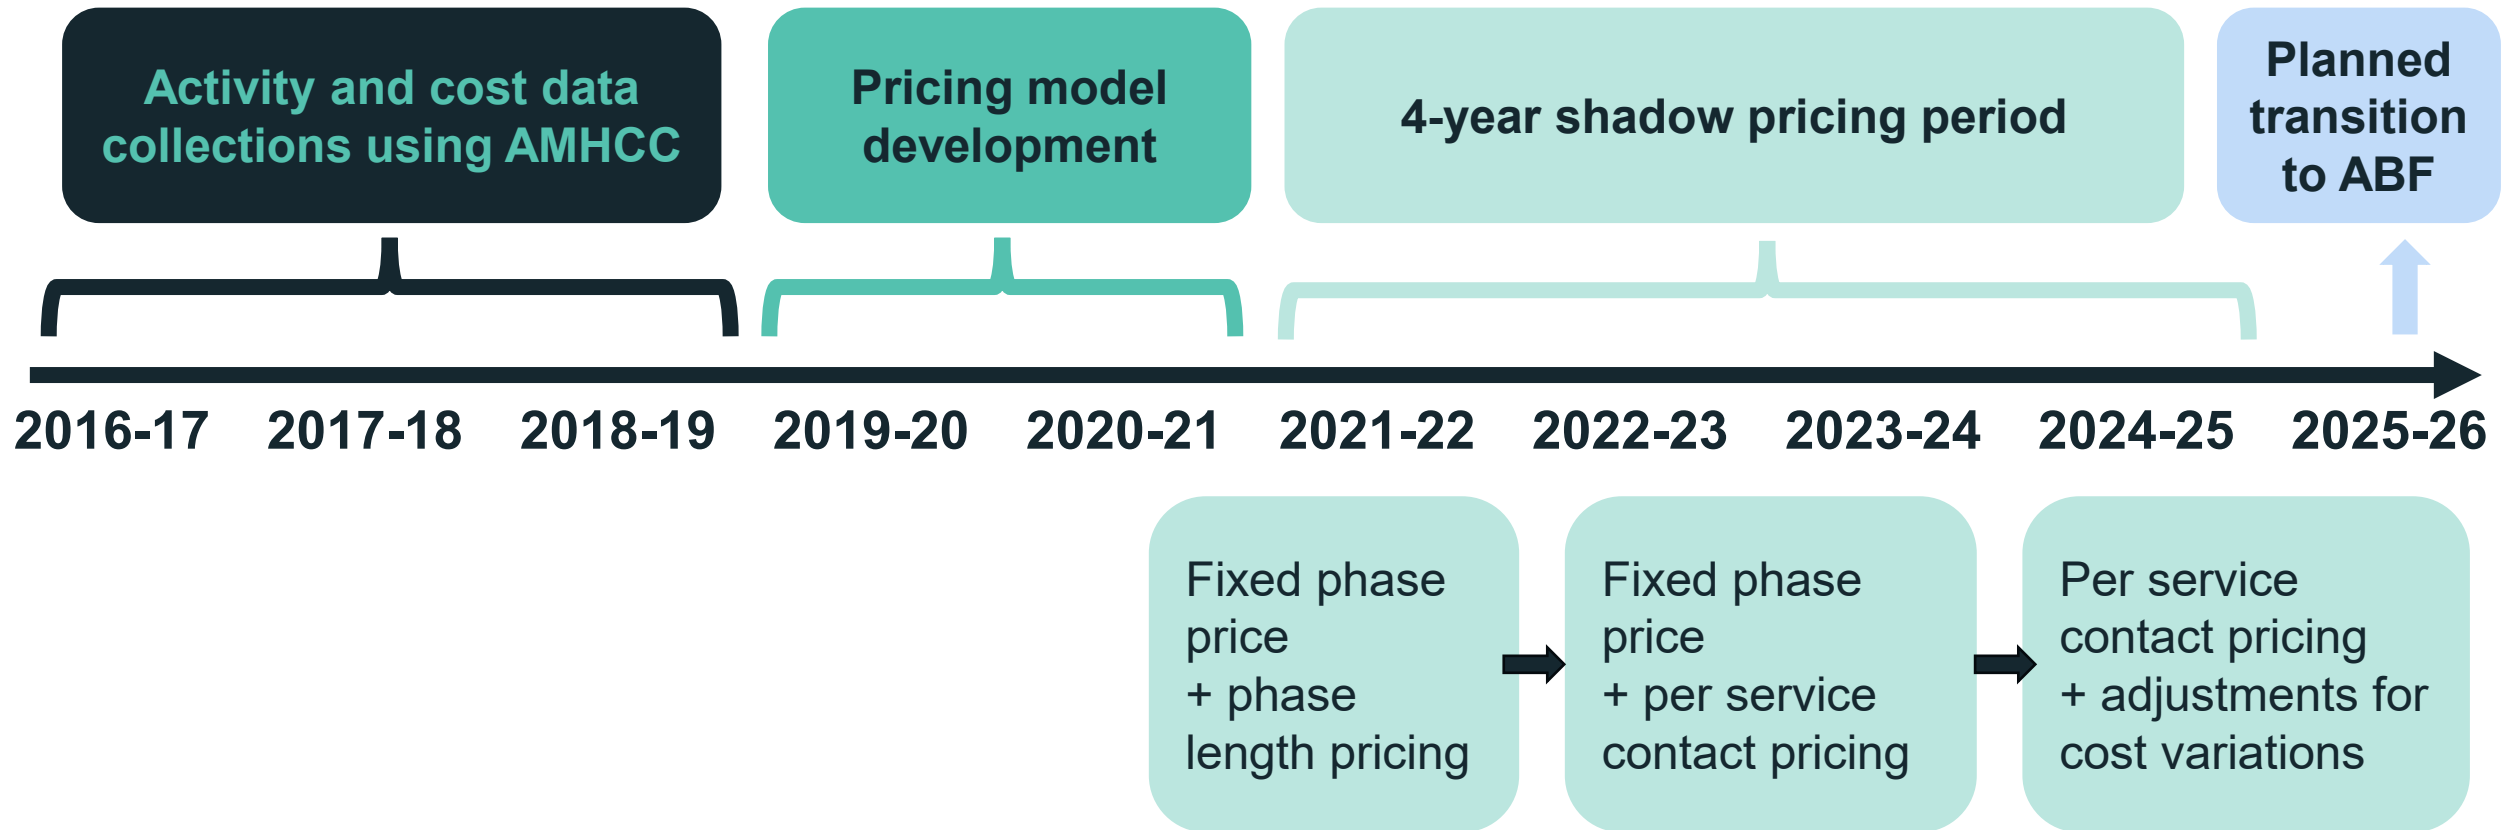 Activity and cost data
collections using AMHCC
Pricing model
development
4-year shadow pricing period
Planned
transition
to ABF
2016-17
2017-18
2018-19
2019-20
2020-21
2021-22
2022-23
2023-24
2024-25
2025-26
Fixed phase
price
+ phase
length pricing
Fixed phase
price
+ per service
contact pricing
Per service
contact pricing
+ adjustments for
cost variations